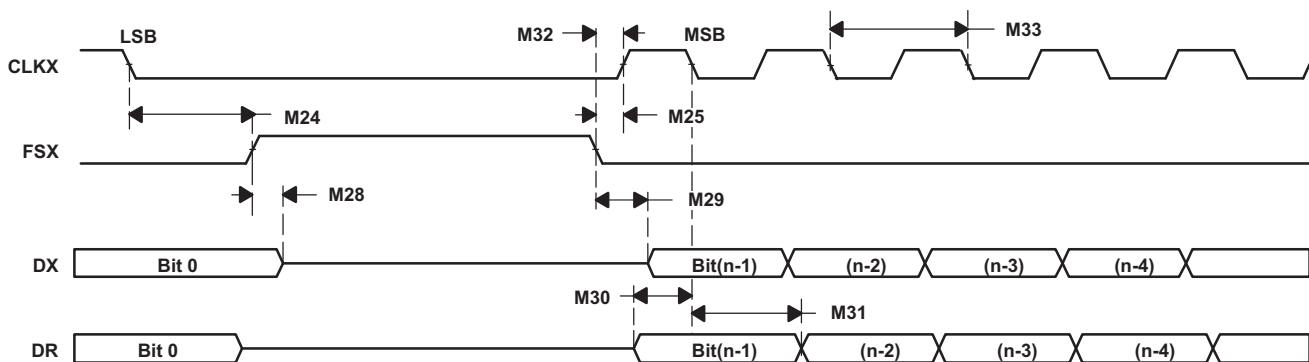 LSB
M32
MSB
M33
CLKX
M24
M25
FSX
M28
M29
DX
Bit 0
Bit(n-1)
(n-2)
(n-3)
(n-4)
M30
M31
DR
Bit 0
Bit(n-1)
(n-2)
(n-3)
(n-4)